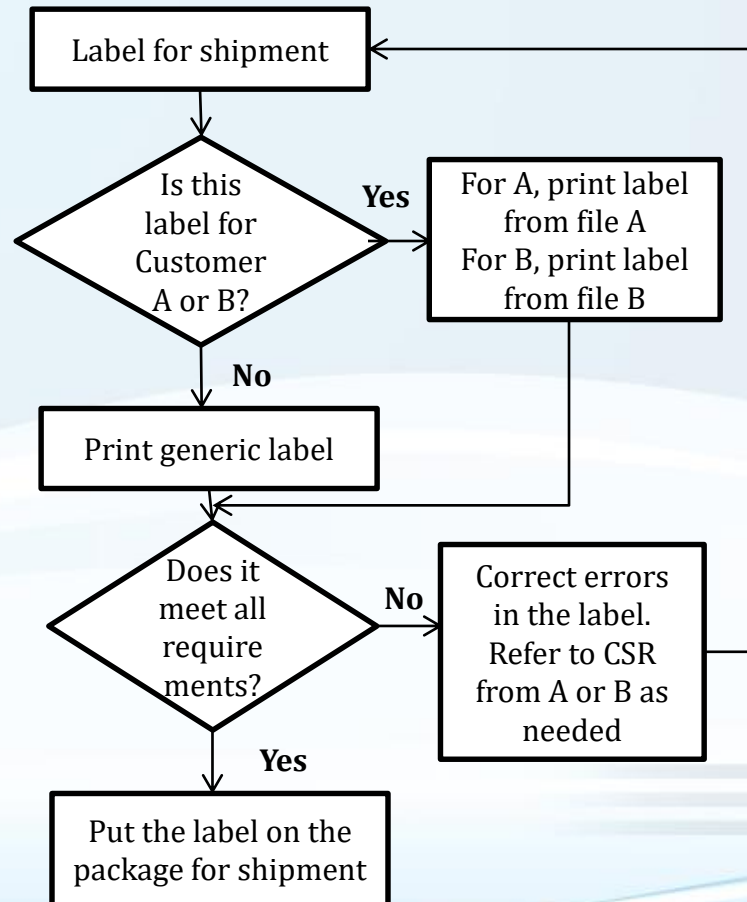 Label for shipment
Is this
label for
Customer
A or B?
Yes
For A, print label
from file A
For B, print label
from file B
No
Print generic label
Does it
meet all
require
ments?
No
Correct errors
in the label.
Refer to CSR
from A or B as
needed
Yes
Put the label on the
package for shipment